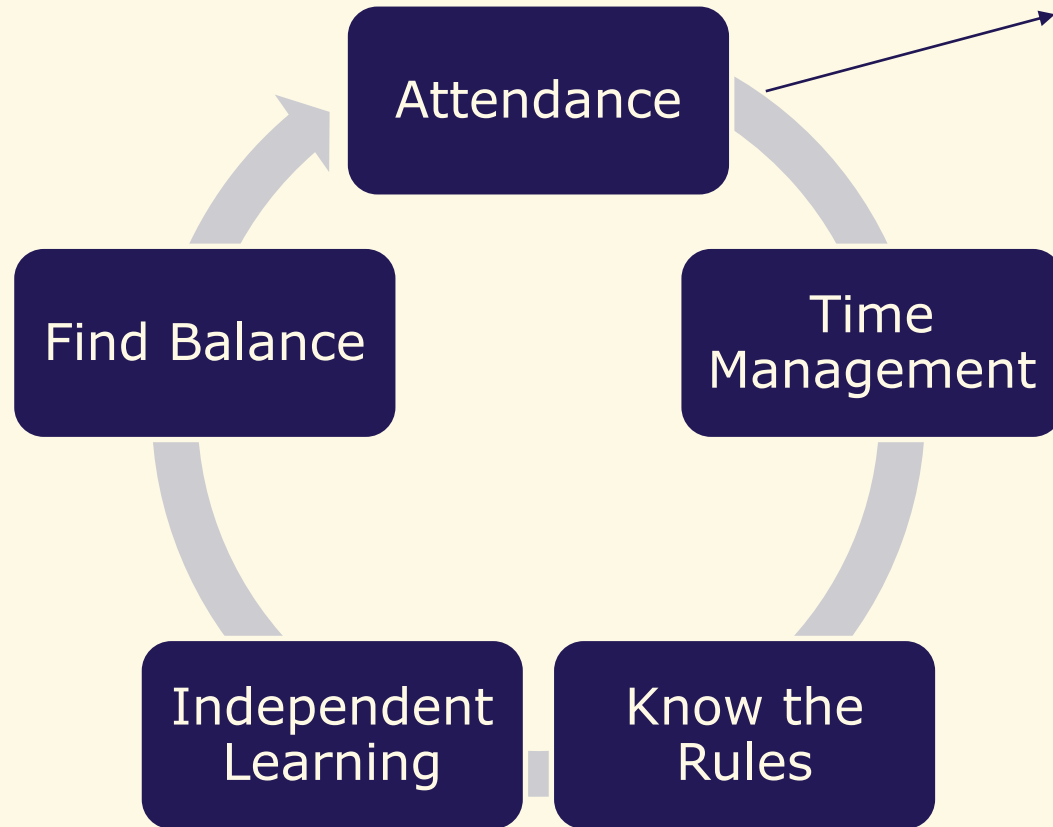 Attendance
Time
Management
Know the
Rules
Independent
Learning
Find Balance